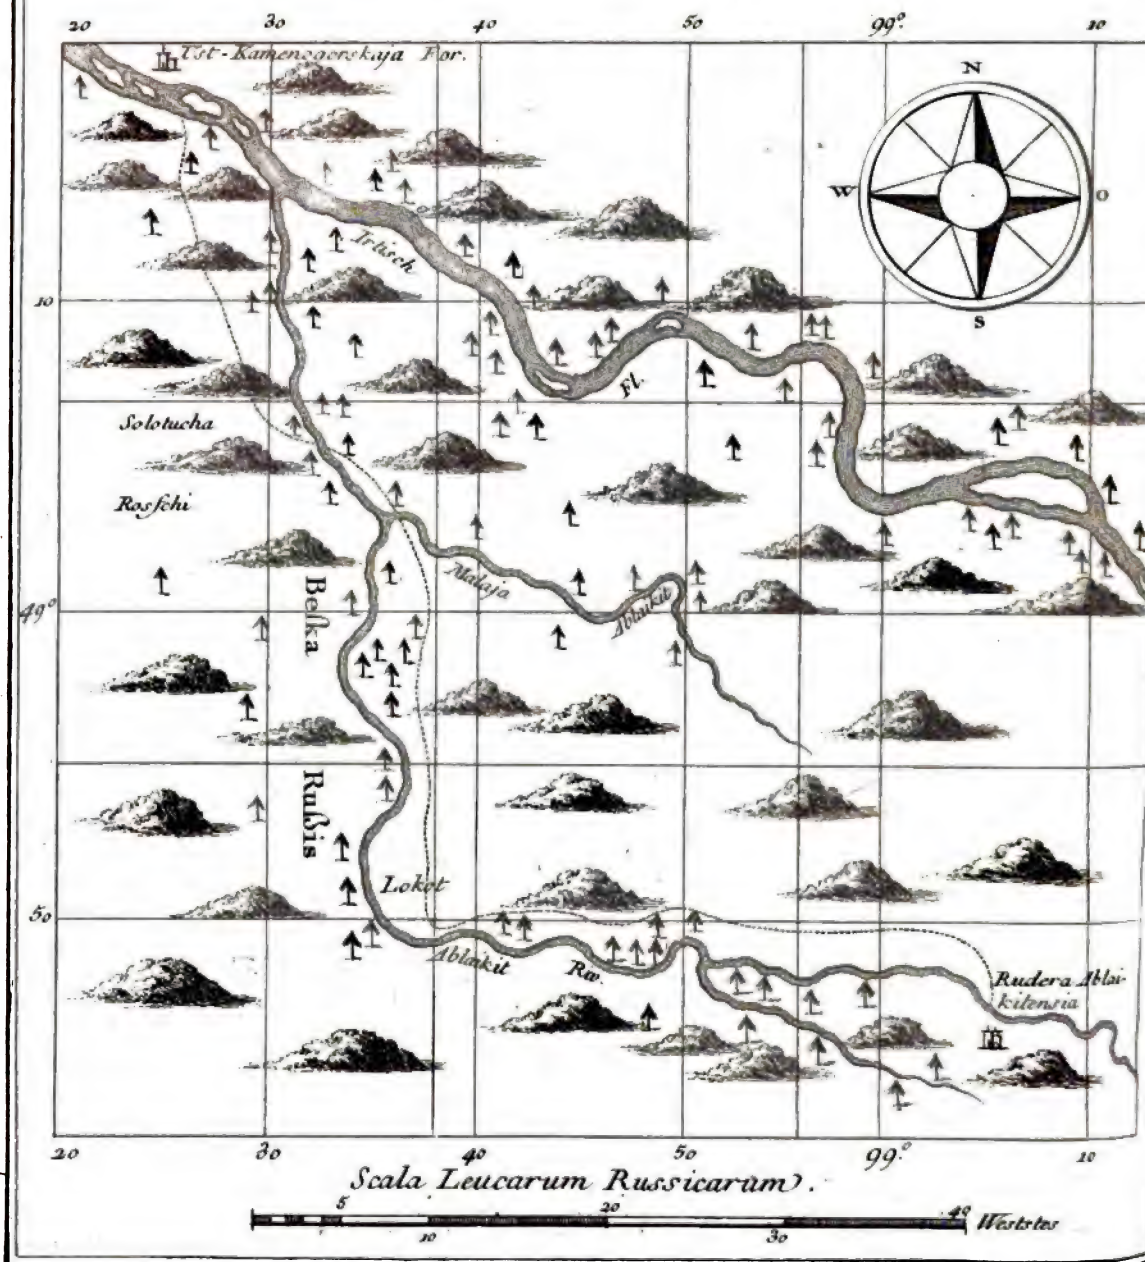 20 30 40 50 99° 10
Ust-Kamenogorskaja For.
N
W O
S
Irtisch
10
Fl.
Solotucha
Rosſchi
Malaja
Ablaikit
49°
Beſka
Rußis
Lokot
50
Ablaikit Riv.
Rudera Ablai-
kitensia
20 30 40 50 99° 10
Scala Leucarum Russicarum.
5 20 40
10 30
Weststes